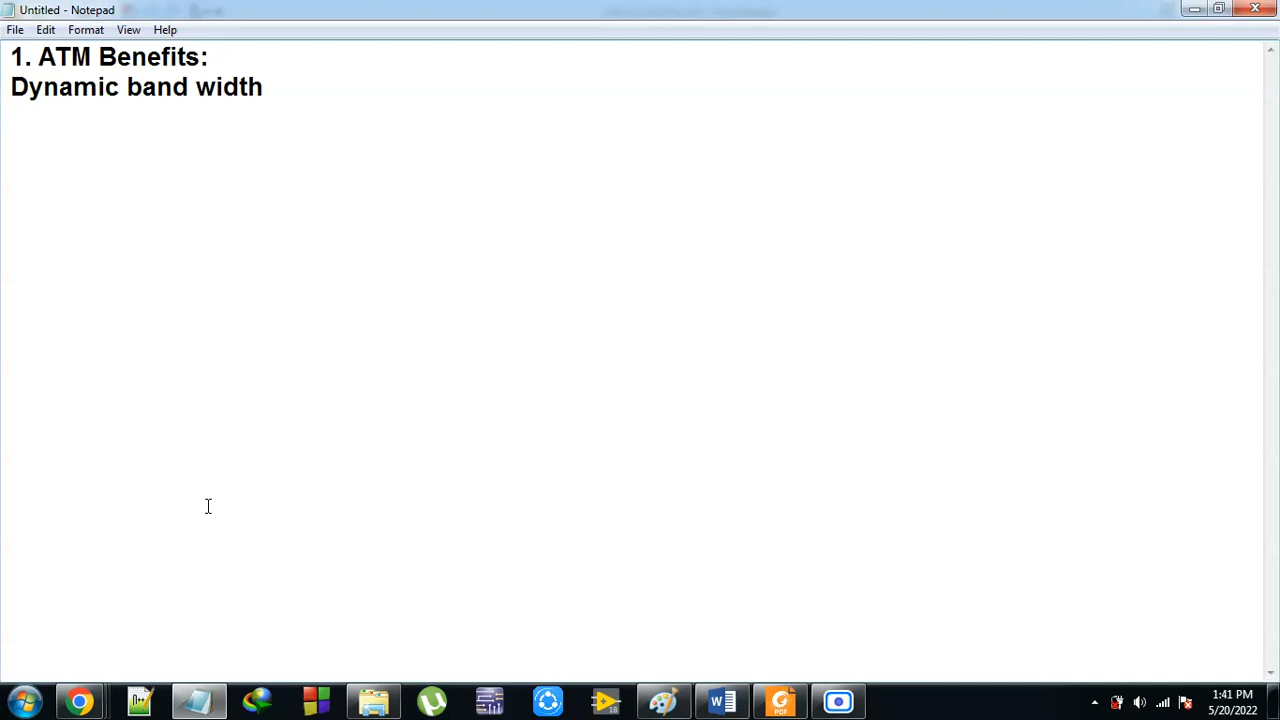 Untitled - Notepad
File Edit Format View Help
1. ATM Benefits:
Dynamic band width
PDF
1:41 PM
5/20/2022